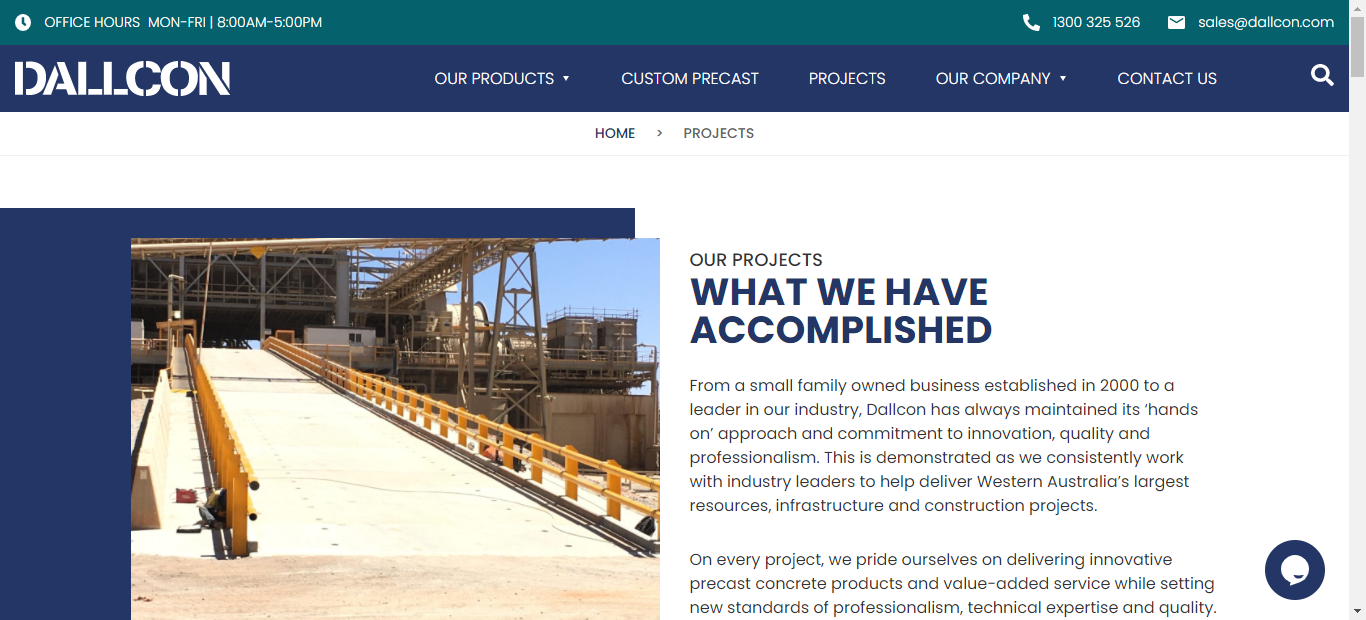 OFFICE HOURS MON-FRI | 8:00AM-5:00PM
1300 325 526
sales@dallcon.com
DALLCON
OUR PRODUCTS
CUSTOM PRECAST
PROJECTS
OUR COMPANY
CONTACT US
HOME > PROJECTS
OUR PROJECTS
WHAT WE HAVE
ACCOMPLISHED
From a small family owned business established in 2000 to a
leader in our industry, Dallcon has always maintained its ‘hands
on’ approach and commitment to innovation, quality and
professionalism. This is demonstrated as we consistently work
with industry leaders to help deliver Western Australia’s largest
resources, infrastructure and construction projects.
On every project, we pride ourselves on delivering innovative
precast concrete products and value-added service while setting
new standards of professionalism, technical expertise and quality.